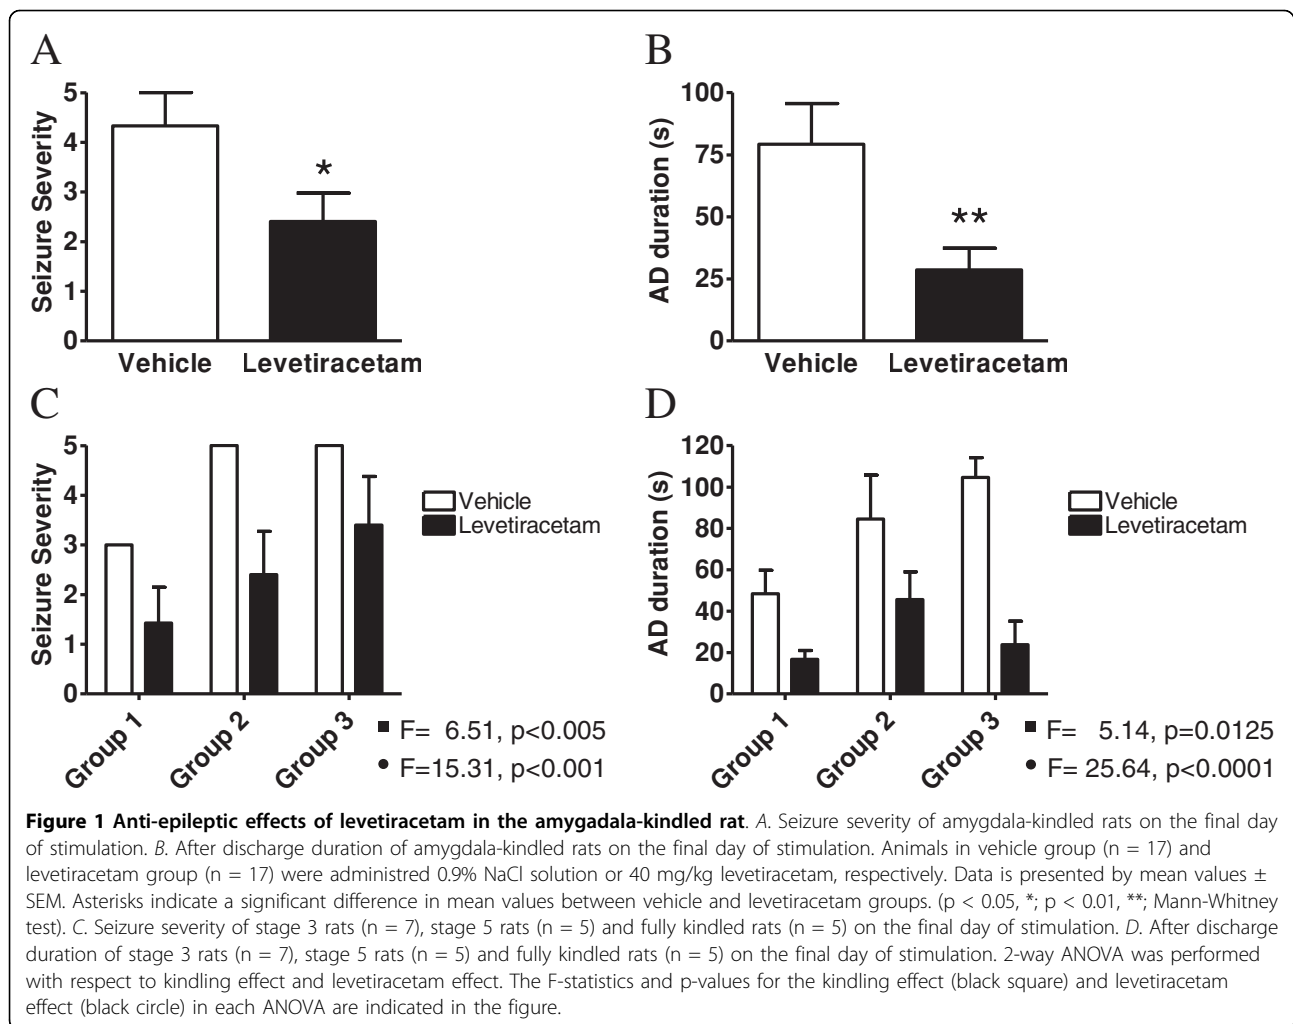 A
Seizure Severity
5
4
3
2
1
0
*
Vehicle
Levetiracetam
B
AD duration (s)
100
75
50
25
0
**
Vehicle
Levetiracetam
C
Seizure Severity
5
4
3
2
1
0
Vehicle
Levetiracetam
Group 1
Group 2
Group 3
■ F= 6.51, p<0.005
● F=15.31, p<0.001
D
AD duration (s)
120
100
80
60
40
20
0
Vehicle
Levetiracetam
Group 1
Group 2
Group 3
■ F= 5.14, p=0.0125
● F= 25.64, p<0.0001
Figure 1 Anti-epileptic effects of levetiracetam in the amygadala-kindled rat. A. Seizure severity of amygdala-kindled rats on the final day
of stimulation. B. After discharge duration of amygdala-kindled rats on the final day of stimulation. Animals in vehicle group (n = 17) and
levetiracetam group (n = 17) were administred 0.9% NaCl solution or 40 mg/kg levetiracetam, respectively. Data is presented by mean values ±
SEM. Asterisks indicate a significant difference in mean values between vehicle and levetiracetam groups. (p < 0.05, *; p < 0.01, **; Mann-Whitney
test). C. Seizure severity of stage 3 rats (n = 7), stage 5 rats (n = 5) and fully kindled rats (n = 5) on the final day of stimulation. D. After discharge
duration of stage 3 rats (n = 7), stage 5 rats (n = 5) and fully kindled rats (n = 5) on the final day of stimulation. 2-way ANOVA was performed
with respect to kindling effect and levetiracetam effect. The F-statistics and p-values for the kindling effect (black square) and levetiracetam
effect (black circle) in each ANOVA are indicated in the figure.